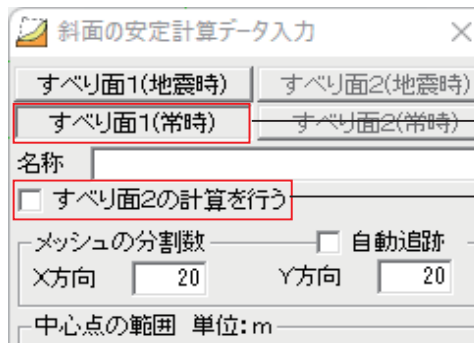 斜面の安定計算データ入力
すべり面1(地震時) すべり面2(地震時)
すべり面1(常時) すべり面2(常時)
名称
すべり面2の計算を行う
メッシュの分割数 自動追跡
X方向 20 Y方向 20
中心点の範囲 単位:m